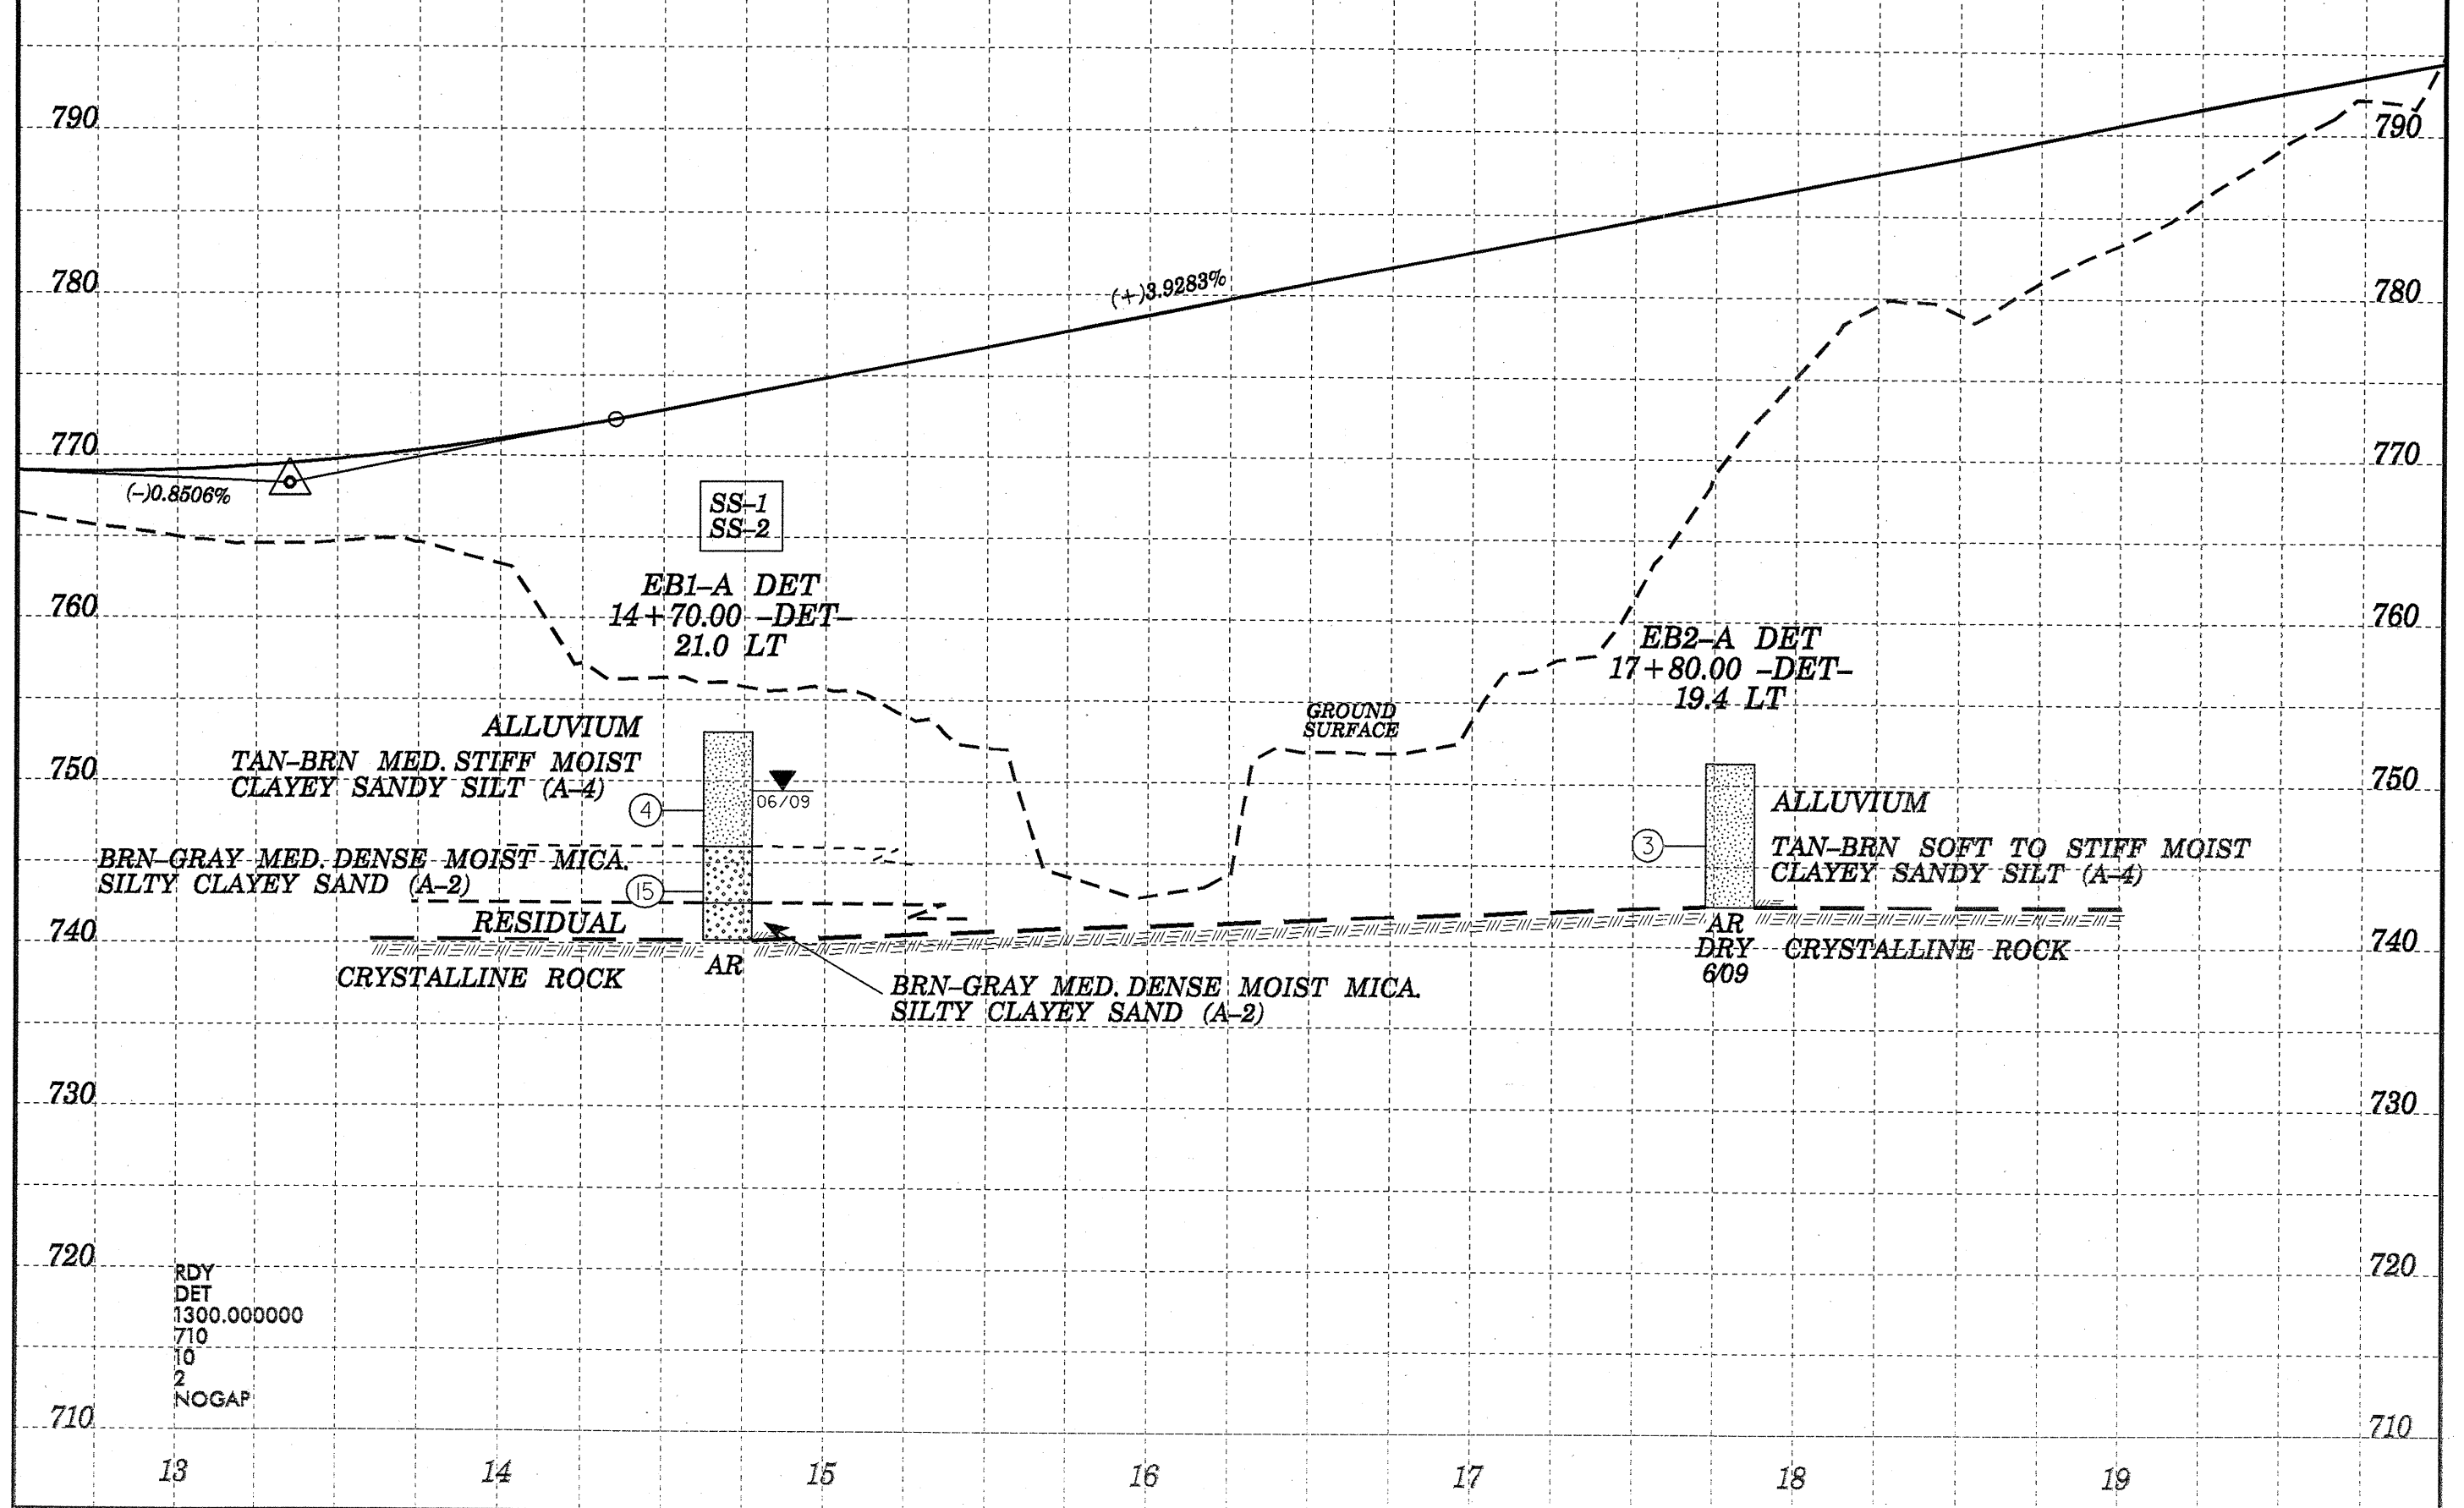 790
790
780
(+)3.9283%
780
770
770
(-)0.8506%
SS-1
SS-2
EB1-A DET
14+70.00 -DET-
21.0 LT
760
760
EB2-A DET
17+80.00 -DET-
19.4 LT
GROUND
SURFACE
ALLUVIUM
TAN-BRN MED. STIFF MOIST
CLAYEY SANDY SILT (A-4)
750
750
06/09
4
ALLUVIUM
3
TAN-BRN SOFT TO STIFF MOIST
CLAYEY SANDY SILT (A-4)
BRN-GRAY MED. DENSE MOIST MICA.
SILTY CLAYEY SAND (A-2)
15
RESIDUAL
740
740
CRYSTALLINE ROCK
AR
AR
DRY
6/09
CRYSTALLINE ROCK
BRN-GRAY MED. DENSE MOIST MICA.
SILTY CLAYEY SAND (A-2)
730
730
720
720
RDY
DET
1300.000000
710
10
2
NOGAP
710
710
13 14 15 16 17 18 19